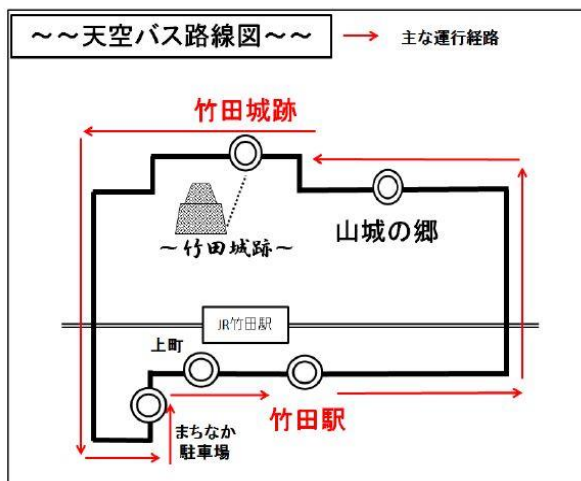 ～～天空バス路線図～～
主な運行経路
竹田城跡
山城の郷
～竹田城跡～
JR竹田駅
上町
竹田駅
まちなか
駐車場